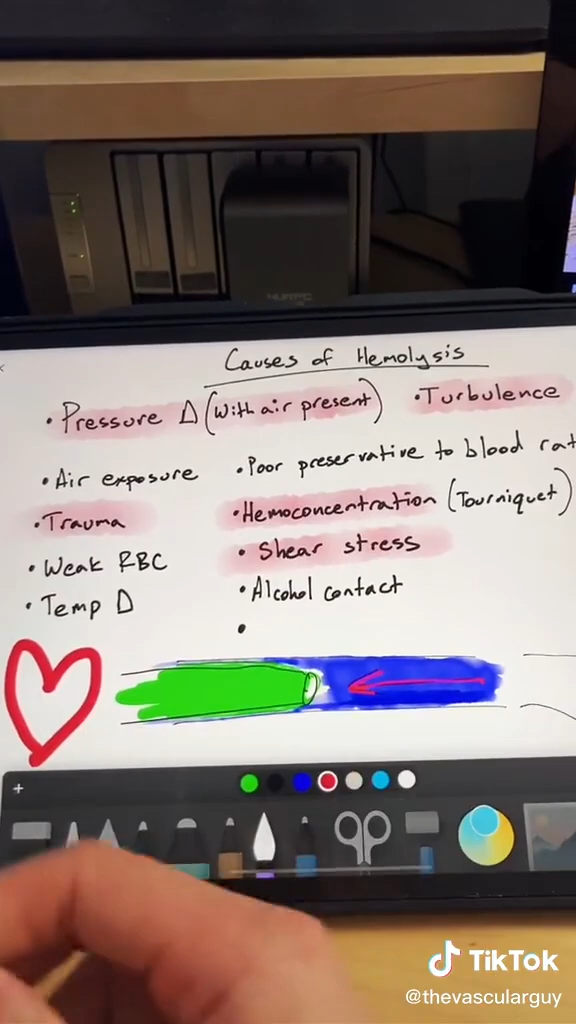 Causes of Hemolysis
• Pressure Δ (with air present)
• Turbulence
• Air exposure
• Poor preservative to blood rat
• Trauma
• Hemoconcentration (Tourniquet)
• Weak RBC
• Shear stress
• Temp Δ
• Alcohol contact
•
TikTok
@thevascularguy